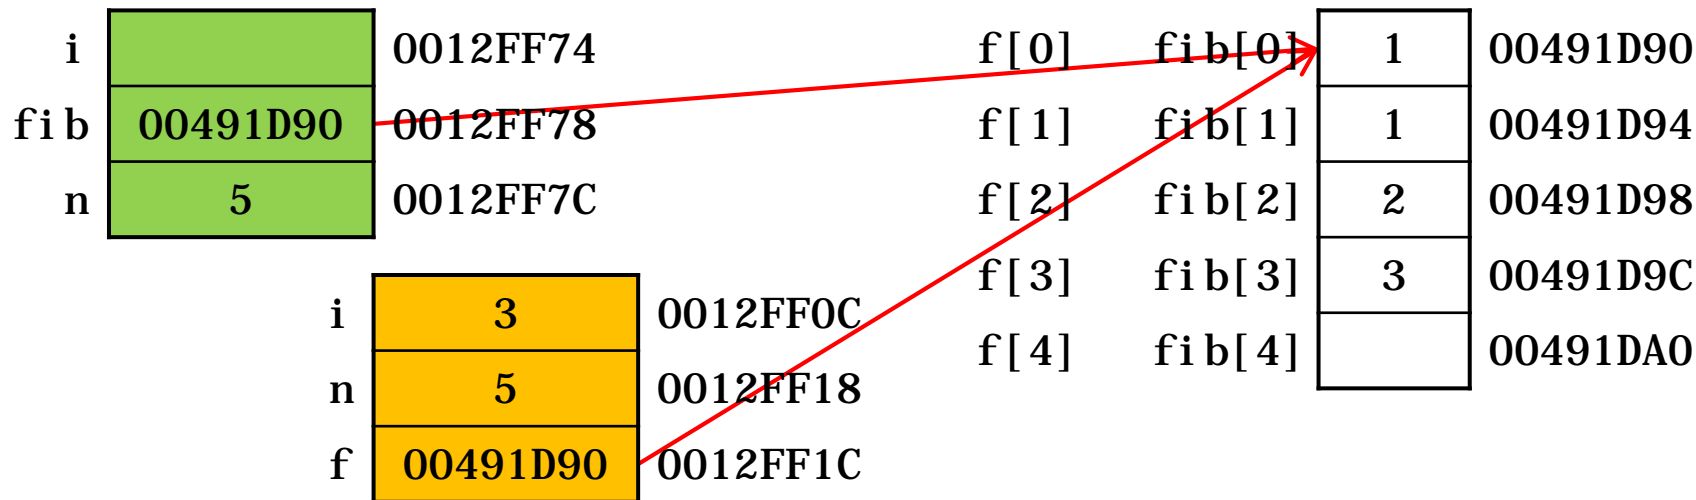 i 0012FF74
fib 00491D90 0012FF78
n 5 0012FF7C
i 3 0012FF0C
n 5 0012FF18
f 00491D90 0012FF1C
f[0] fib[0] 1 00491D90
f[1] fib[1] 1 00491D94
f[2] fib[2] 2 00491D98
f[3] fib[3] 3 00491D9C
f[4] fib[4] 00491DA0